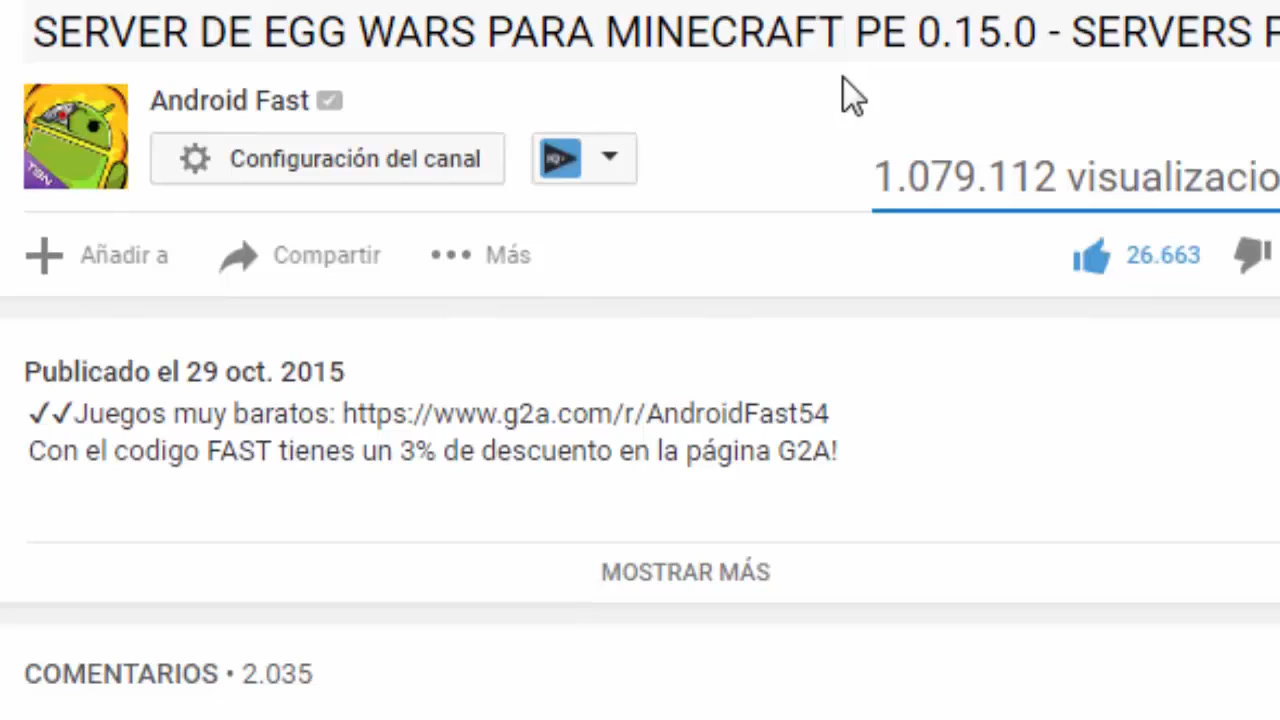 SERVER DE EGG WARS PARA MINECRAFT PE 0.15.0 - SERVERS
Android Fast
TGN
Configuración del canal
1.079.112 visualizacio
Añadir a
Compartir
Más
26.663
Publicado el 29 oct. 2015
✓✓Juegos muy baratos: https://www.g2a.com/r/AndroidFast54
Con el codigo FAST tienes un 3% de descuento en la página G2A!
MOSTRAR MÁS
COMENTARIOS • 2.035